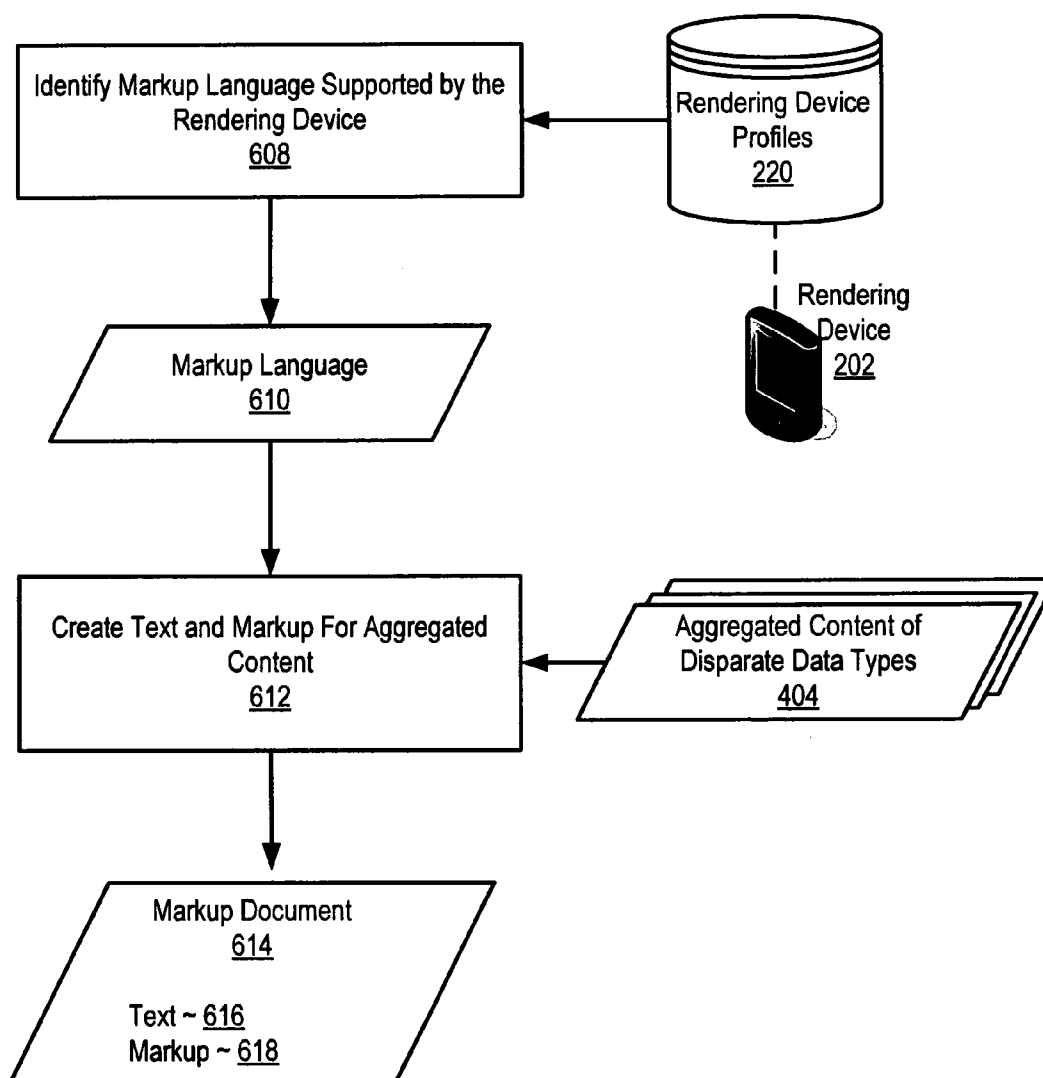 Identify Markup Language Supported by the
Rendering Device
608
Rendering Device
Profiles
220
Rendering
Device
202
Markup Language
610
Create Text and Markup For Aggregated
Content
612
Aggregated Content of
Disparate Data Types
404
Markup Document
614
Text ~ 616
Markup ~ 618